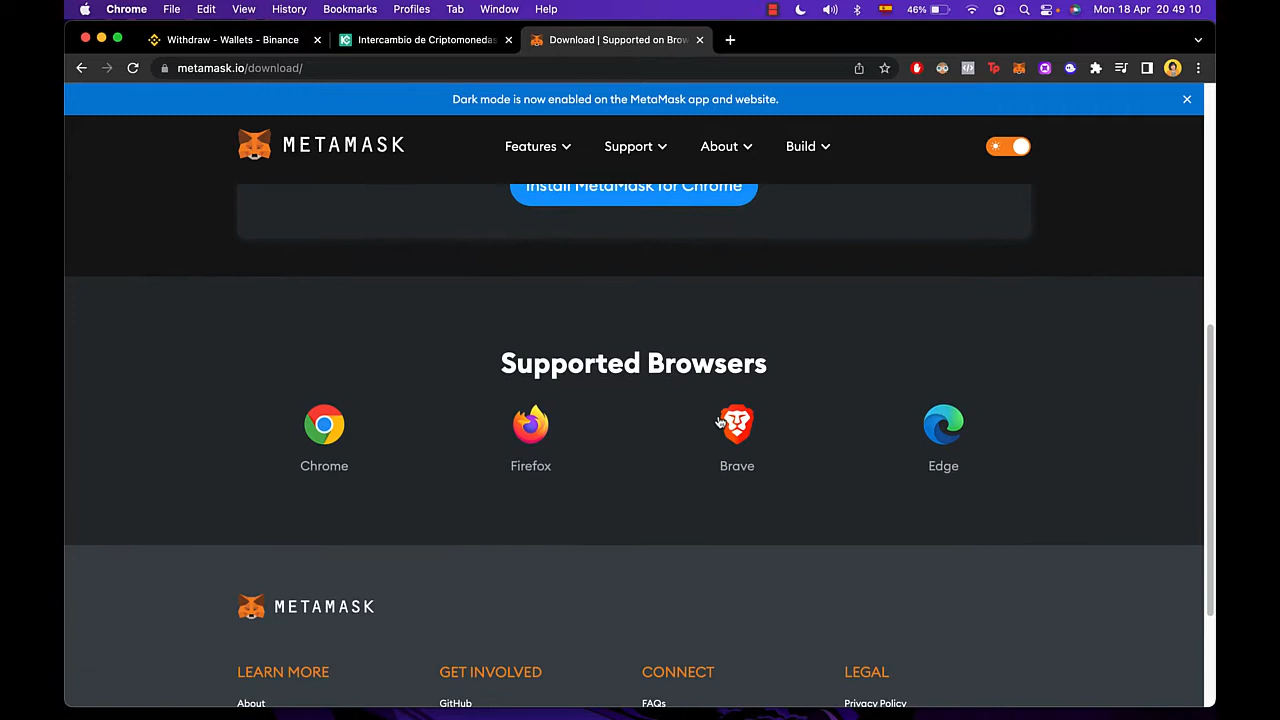 Chrome File Edit View History Bookmarks Profiles Tab Window Help 46% Mon 18 Apr 20 49 10
Withdraw - Wallets - Binance Intercambio de Criptomonedas Download | Supported on Brow
metamask.io/download/
Dark mode is now enabled on the MetaMask app and website.
METAMASK Features Support About Build
Install MetaMask for Chrome
Supported Browsers
Chrome Firefox Brave Edge
METAMASK
LEARN MORE GET INVOLVED CONNECT LEGAL
About GitHub FAQs Privacy Policy